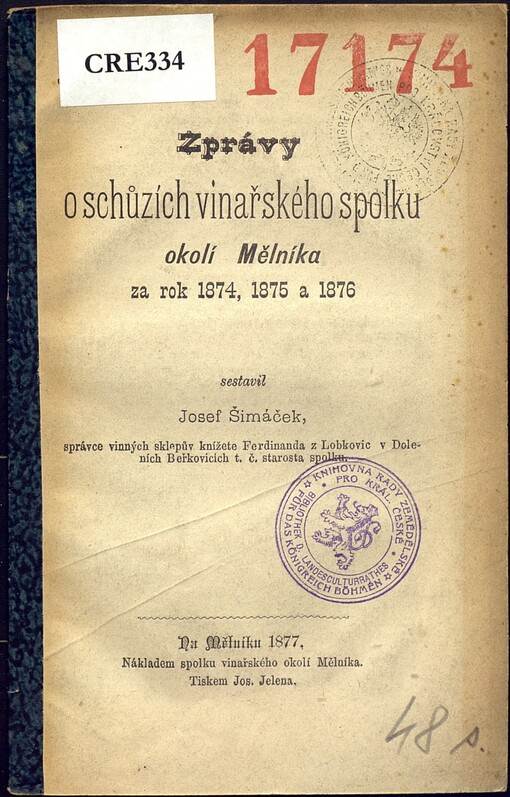 CRE334
17174
Zprávy
o schůzích vinařského spolku
okolí Mělníka
za rok 1874, 1875 a 1876
sestavil
Josef Šimáček,
správce vinných sklepův knížete Ferdinanda z Lobkovic v Dole-
ních Beřkovicích t. č. starosta spolku.
KNIHOVNA RADY ZEMĚDĚLSKÉ
PRO KRÁL. ČESKÉ
BIBLIOTHEK D. LANDESCULTURRATHES
FÜR DAS KÖNIGREICH BÖHMEN
Na Mělníku 1877.
Nákladem spolku vinařského okolí Mělníka.
Tiskem Jos. Jelena.
48 s.